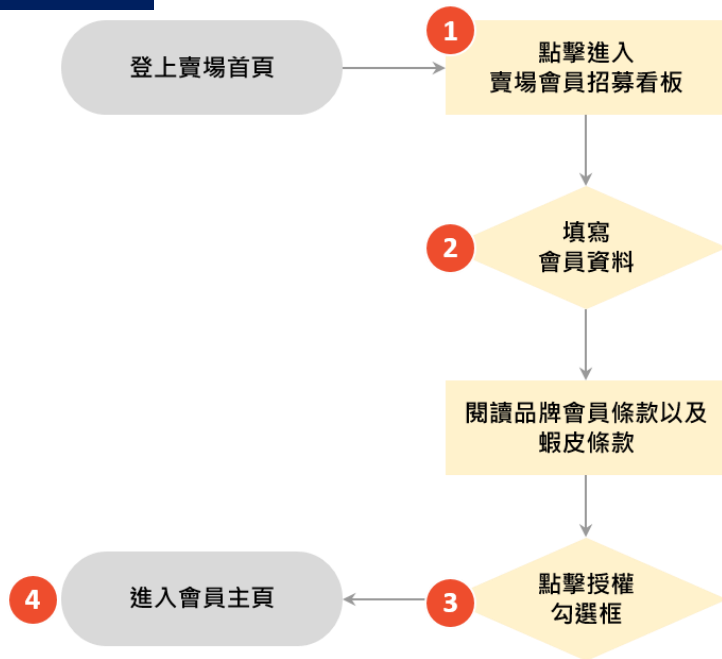 登上賣場首頁
1
點擊進入
賣場會員招募看板
2
填寫
會員資料
閱讀品牌會員條款以及
蝦皮條款
3
點擊授權
勾選框
4
進入會員主頁